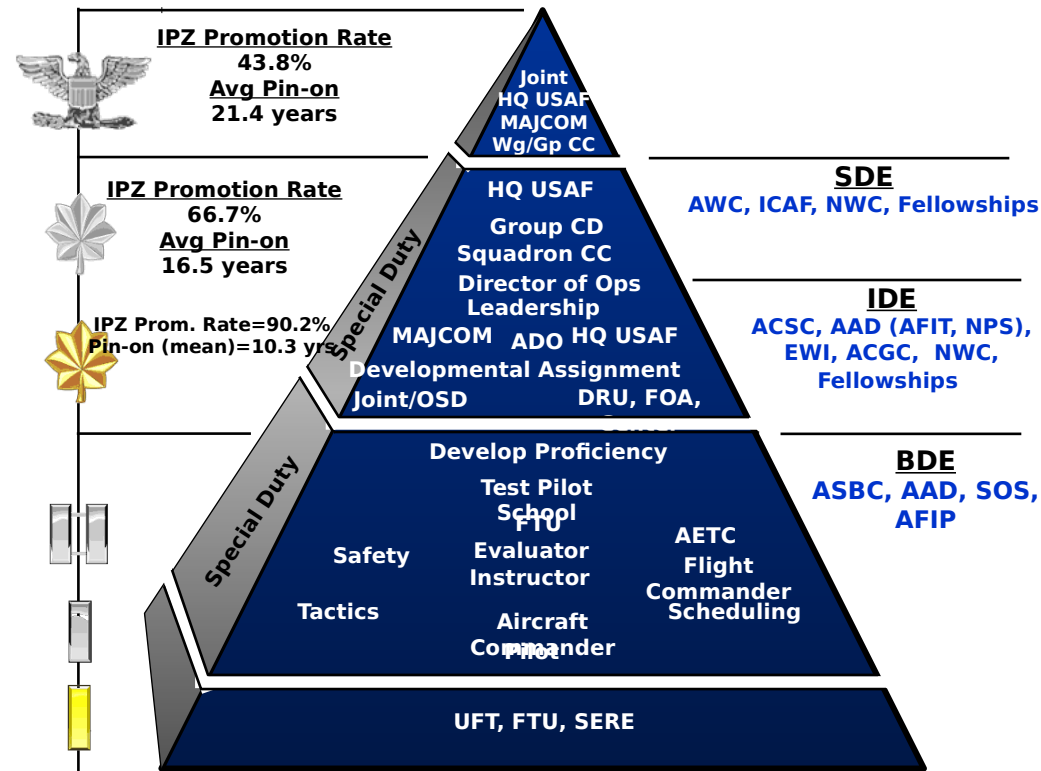 IPZ Promotion Rate
43.8%
Avg Pin-on
21.4 years
Joint
HQ USAF
MAJCOM
Wg/Gp CC
IPZ Promotion Rate
66.7%
Avg Pin-on
16.5 years
IPZ Prom. Rate=90.2%
Pin-on (mean)=10.3 yrs
Special Duty
HQ USAF
Group CD
Squadron CC
Director of Ops
Leadership
MAJCOM ADO HQ USAF
Developmental Assignment
Joint/OSD DRU, FOA,
SDE
AWC, ICAF, NWC, Fellowships
IDE
ACSC, AAD (AFIT, NPS),
EWI, ACGC, NWC,
Fellowships
Special Duty
Develop Proficiency
Test Pilot
School
FTU
Evaluator
Instructor
Safety
Tactics
AETC
Flight
Commander
Scheduling
Aircraft
Commander
Pilot
BDE
ASBC, AAD, SOS,
AFIP
UFT, FTU, SERE